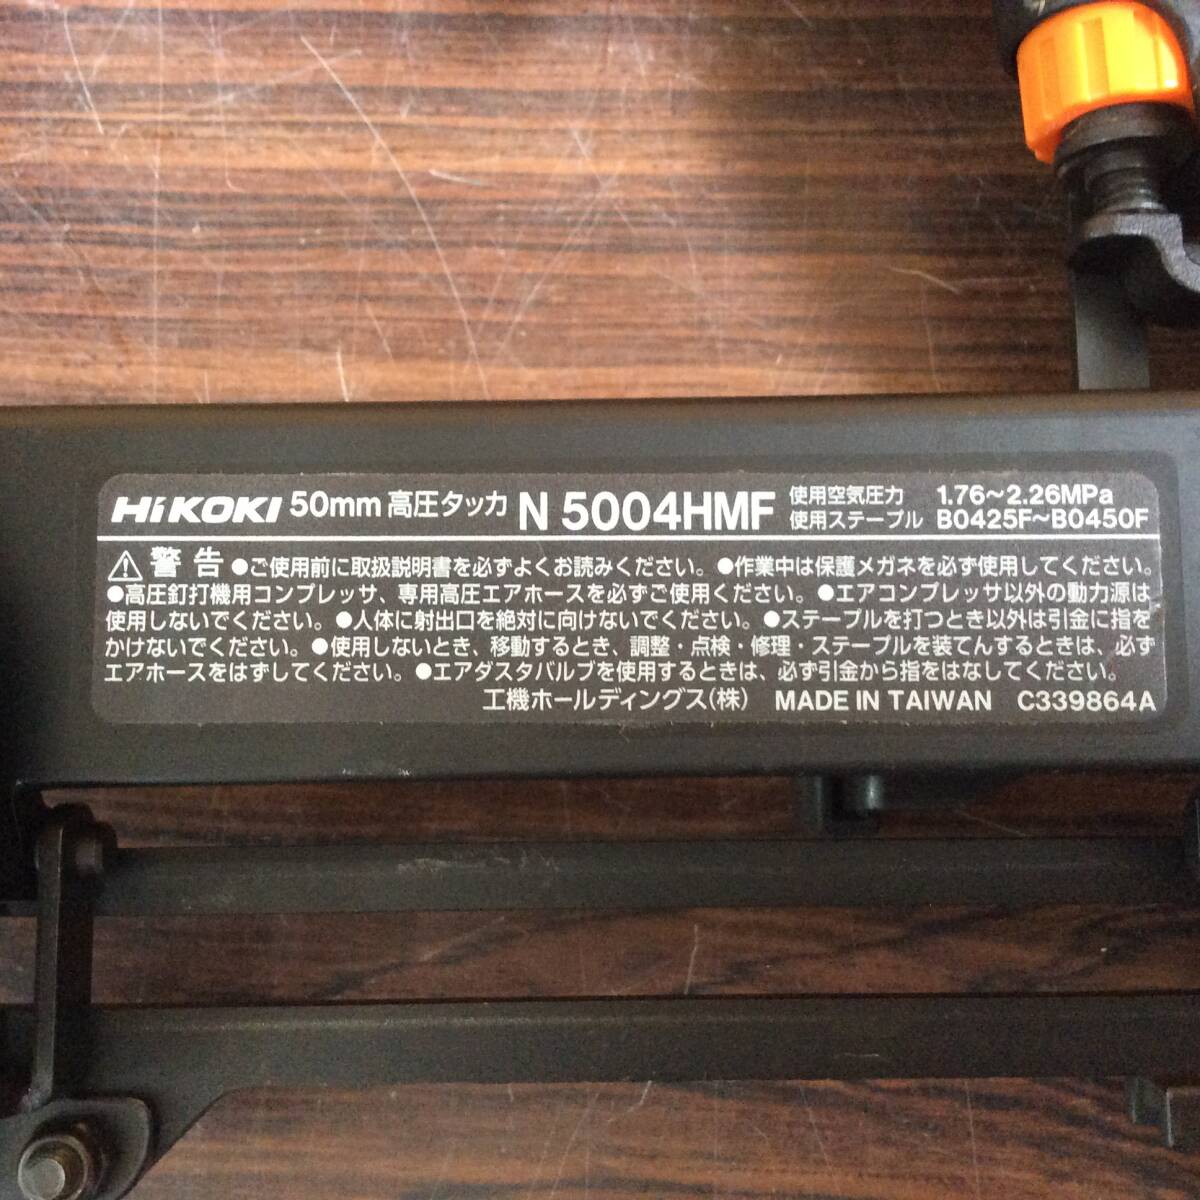 HiKOKI 50mm 高圧タッカ N 5004HMF 使用空気圧力 1.76～2.26MPa
使用ステープル B0425F～B0450F
⚠ 警告 ●ご使用前に取扱説明書を必ずよくお読みください。●作業中は保護メガネを必ず使用してください。
●高圧釘打機用コンプレッサ、専用高圧エアホースを必ずご使用ください。●エアコンプレッサ以外の動力源は
使用しないでください。●人体に射出口を絶対に向けないでください。●ステープルを打つとき以外は引金に指を
かけないでください。●使用しないとき、移動するとき、調整・点検・修理・ステープルを装てんするときは、必ず
エアホースをはずしてください。●エアダスタバルブを使用するときは、必ず引金から指をはなしてください。
工機ホールディングス(株) MADE IN TAIWAN C339864A